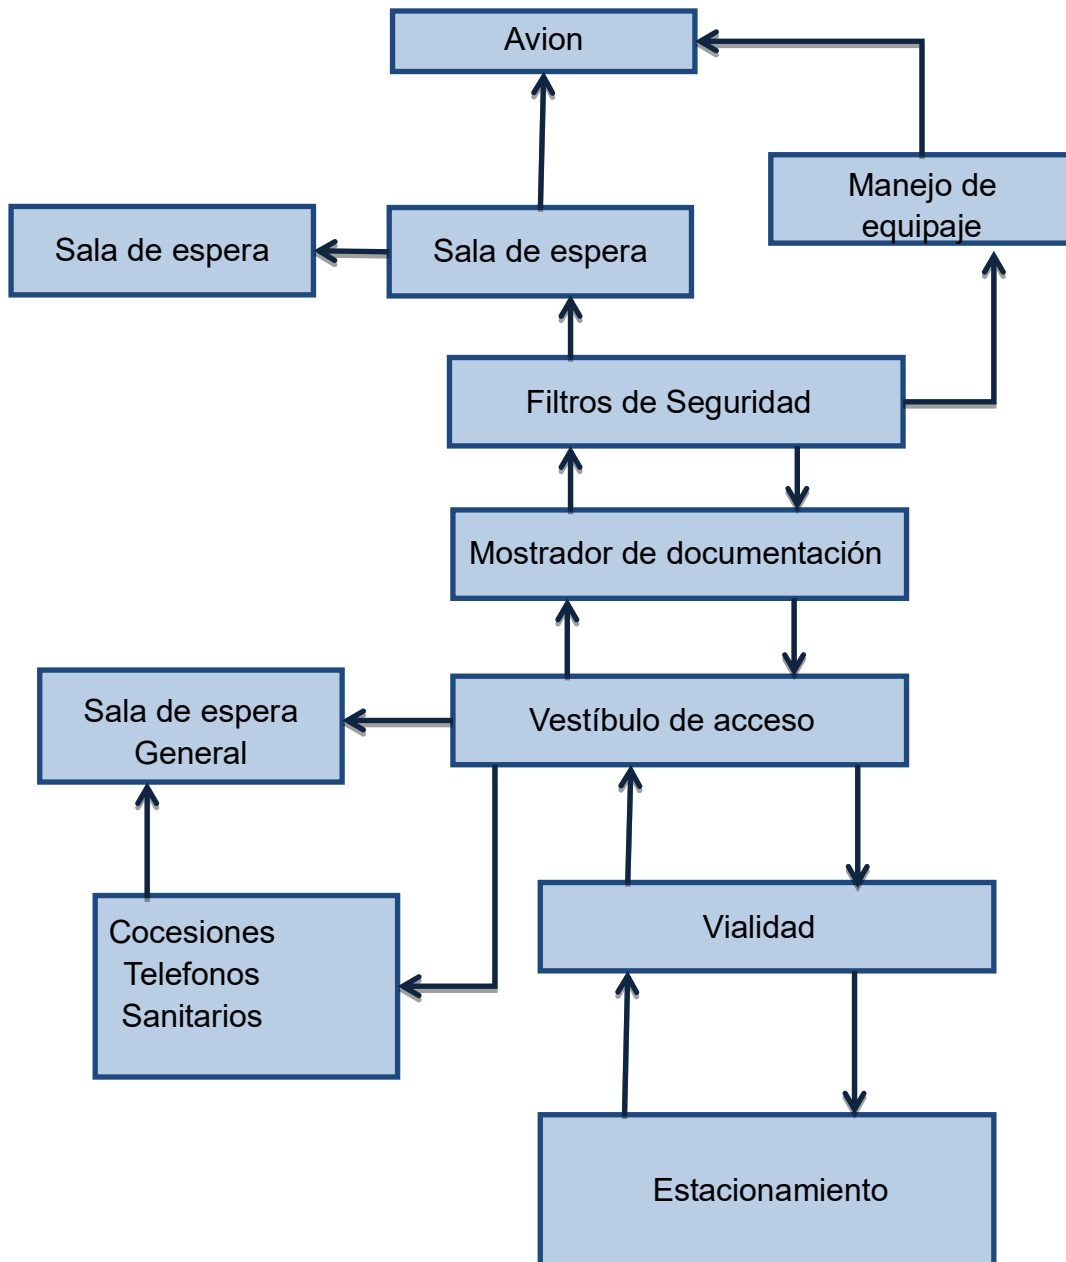 Avion
Manejo de
equipaje
Sala de espera
Sala de espera
Filtros de Seguridad
Mostrador de documentación
Sala de espera
General
Vestíbulo de acceso
Cocesiones
Telefonos
Sanitarios
Vialidad
Estacionamiento